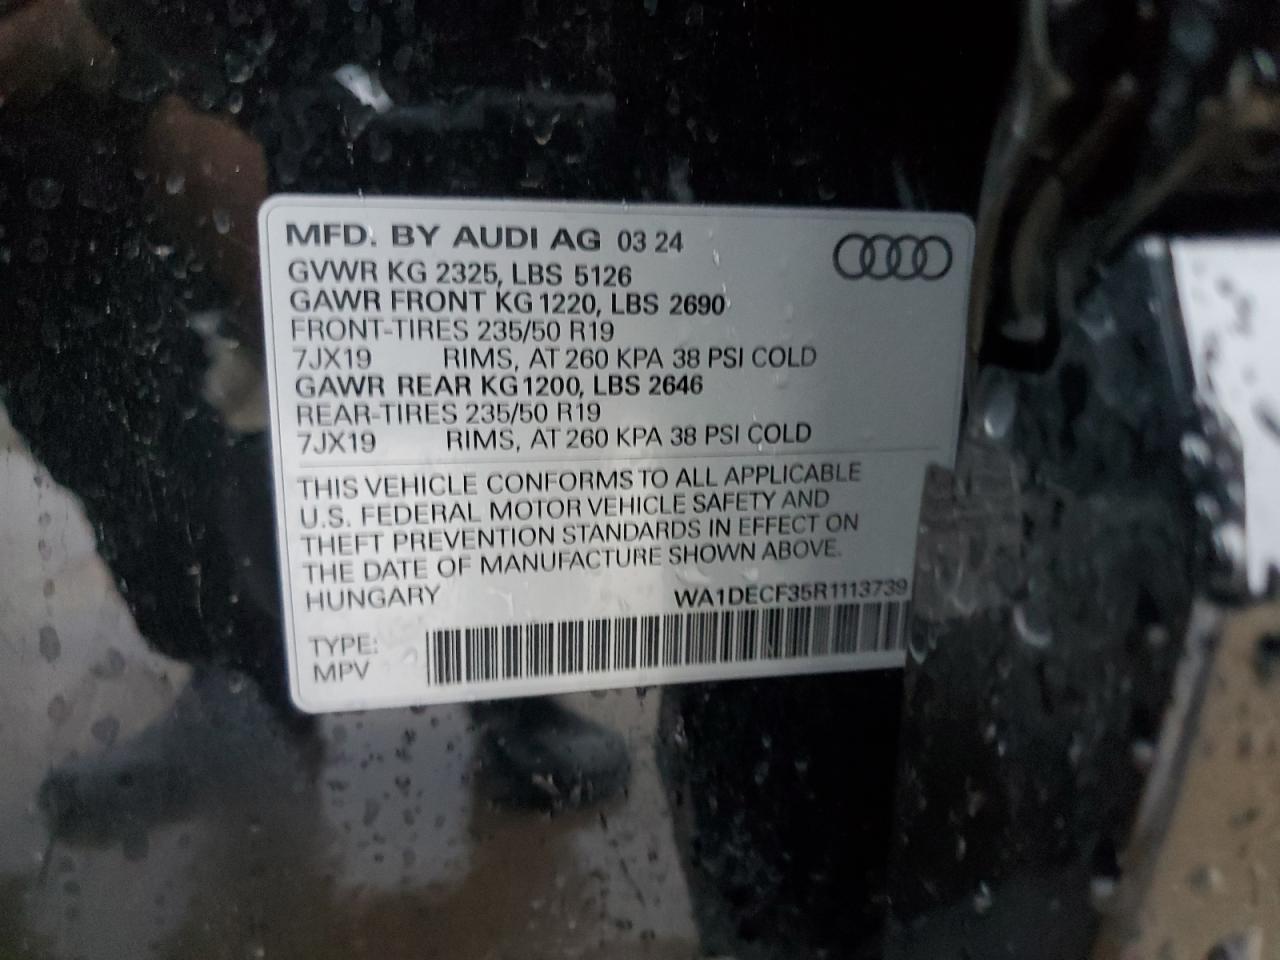 MFD. BY AUDI AG 03 24
GVWR KG 2325, LBS 5126
GAWR FRONT KG 1220, LBS 2690
FRONT-TIRES 235/50 R19
7JX19 RIMS, AT 260 KPA 38 PSI COLD
GAWR REAR KG 1200, LBS 2646
REAR-TIRES 235/50 R19
7JX19 RIMS, AT 260 KPA 38 PSI COLD
THIS VEHICLE CONFORMS TO ALL APPLICABLE
U.S. FEDERAL MOTOR VEHICLE SAFETY AND
THEFT PREVENTION STANDARDS IN EFFECT ON
THE DATE OF MANUFACTURE SHOWN ABOVE.
HUNGARY WA1DECF35R1113739
TYPE:
MPV